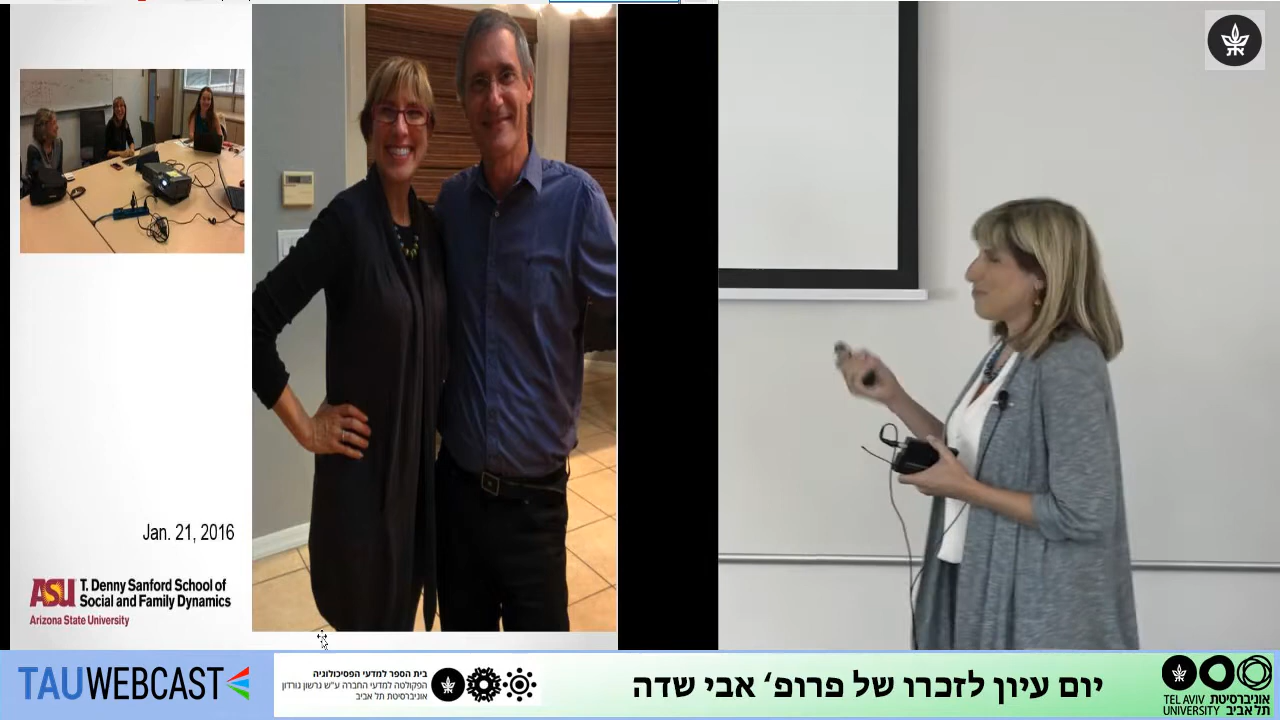 Jan. 21, 2016
ASU T. Denny Sanford School of
Social and Family Dynamics
Arizona State University
TAUWEBCAST
בית הספר למדעי הפסיכולוגיה
הפקולטה למדעי החברה ע"ש גרשון גורדון
אוניברסיטת תל אביב
יום עיון לזכרו של פרופ' אבי שדה
TEL AVIV אוניברסיטת
UNIVERSITY תל אביב